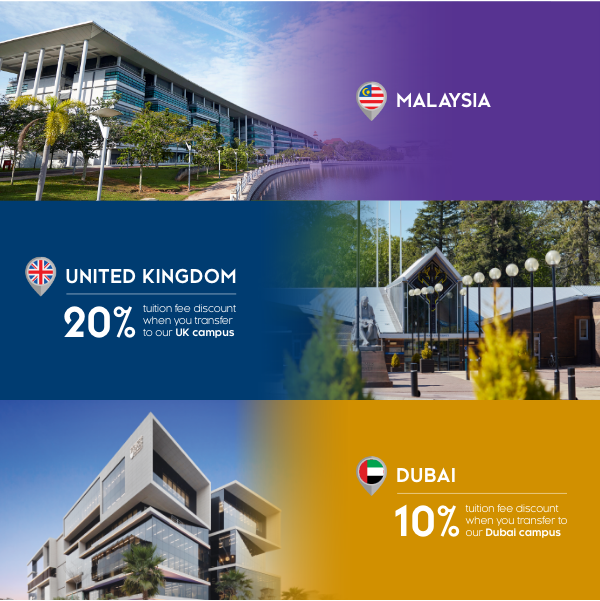 MALAYSIA
UNITED KINGDOM
20%
tuition fee discount
when you transfer
to our UK campus
DUBAI
10%
tuition fee discount
when you transfer to
our Dubai campus